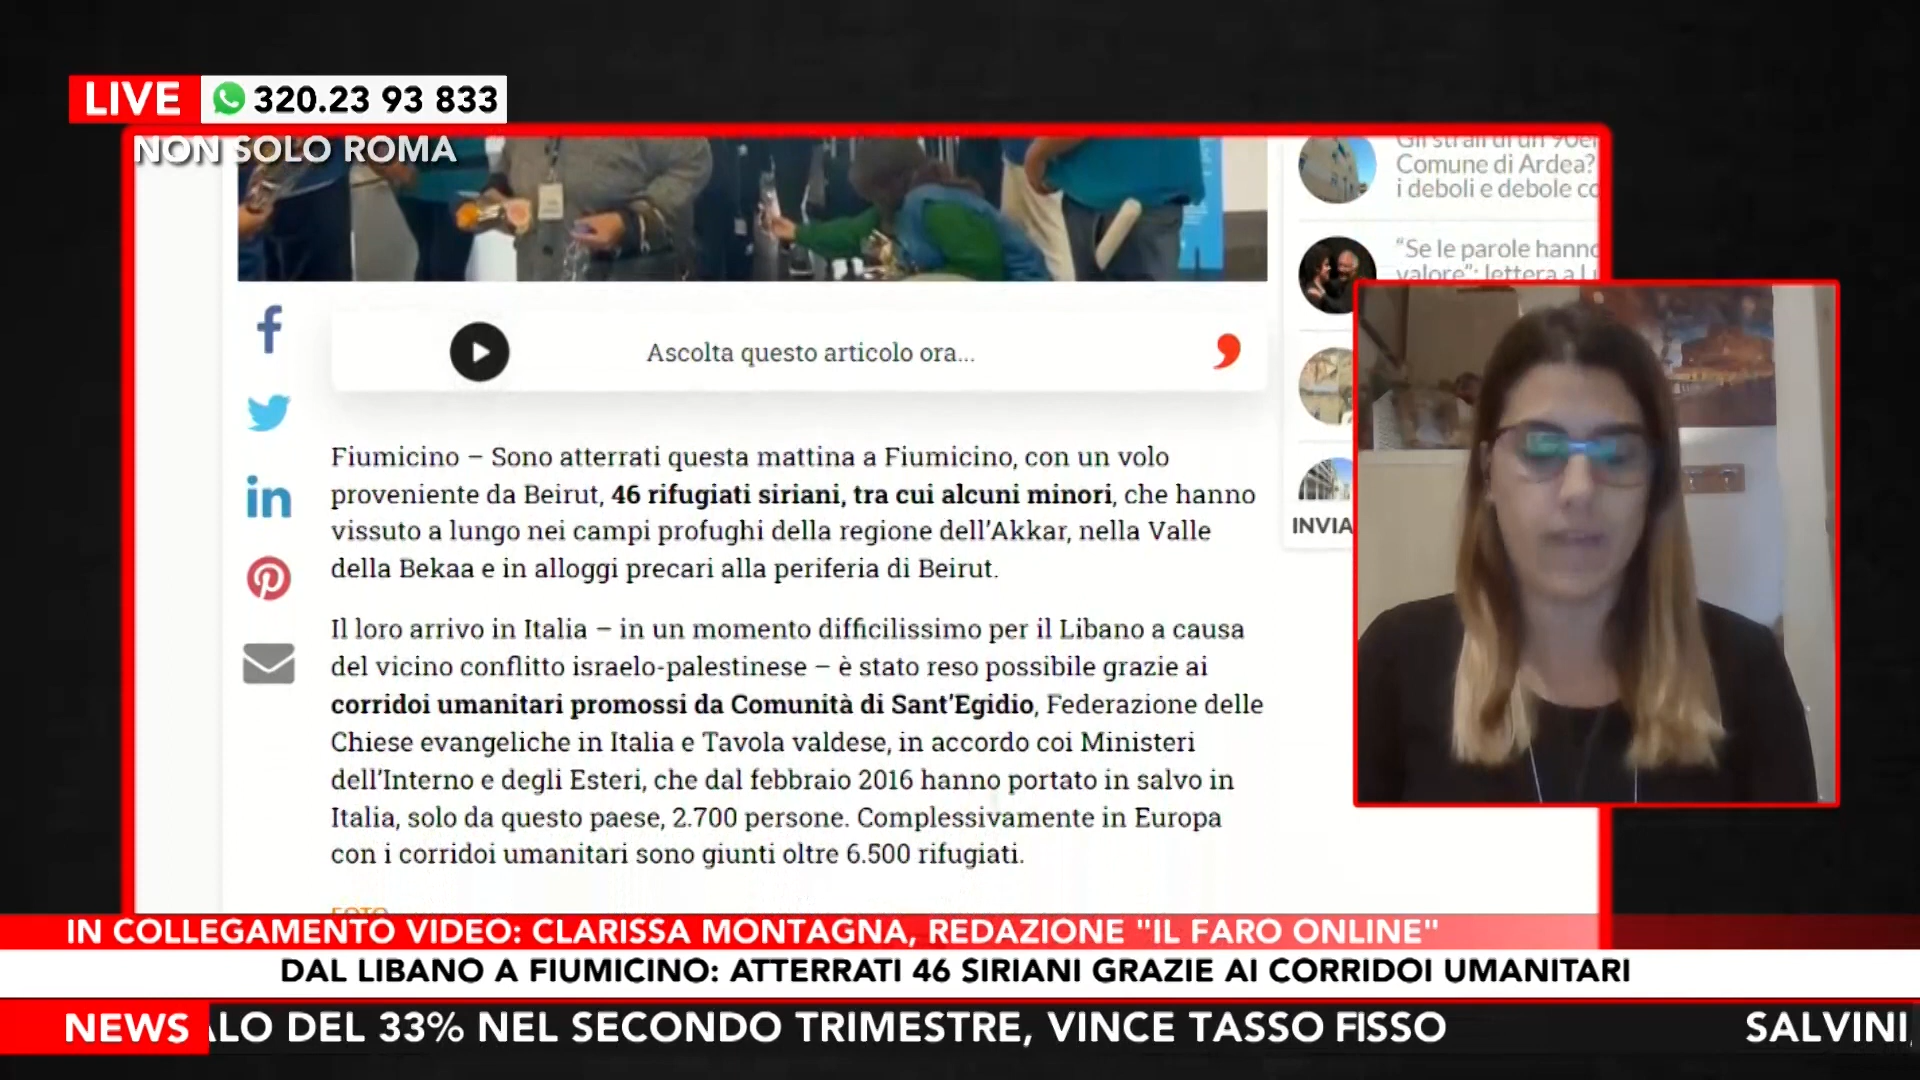 LIVE 320.23 93 833
NON SOLO ROMA
Comune di Ardea?
i deboli e debole co
"Se le parole hanno
valore": lettera a
Ascolta questo articolo ora...
INVIA
Fiumicino – Sono atterrati questa mattina a Fiumicino, con un volo
proveniente da Beirut, 46 rifugiati siriani, tra cui alcuni minori, che hanno
vissuto a lungo nei campi profughi della regione dell'Akkar, nella Valle
della Bekaa e in alloggi precari alla periferia di Beirut.
Il loro arrivo in Italia – in un momento difficilissimo per il Libano a causa
del vicino conflitto israelo-palestinese – è stato reso possibile grazie ai
corridoi umanitari promossi da Comunità di Sant'Egidio, Federazione delle
Chiese evangeliche in Italia e Tavola valdese, in accordo coi Ministeri
dell'Interno e degli Esteri, che dal febbraio 2016 hanno portato in salvo in
Italia, solo da questo paese, 2.700 persone. Complessivamente in Europa
con i corridoi umanitari sono giunti oltre 6.500 rifugiati.
IN COLLEGAMENTO VIDEO: CLARISSA MONTAGNA, REDAZIONE "IL FARO ONLINE"
DAL LIBANO A FIUMICINO: ATTERRATI 46 SIRIANI GRAZIE AI CORRIDOI UMANITARI
NEWS ALO DEL 33% NEL SECONDO TRIMESTRE, VINCE TASSO FISSO SALVINI,